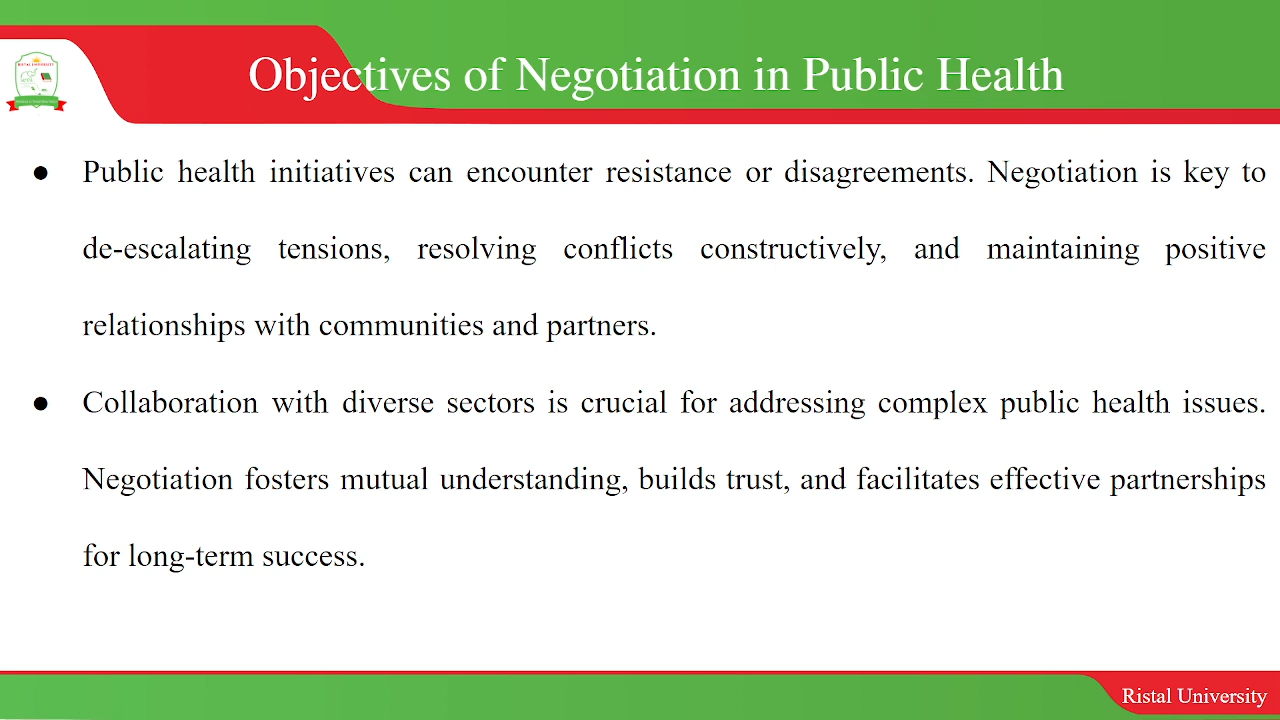 Objectives of Negotiation in Public Health
RISTAL UNIVERSITY
● Public health initiatives can encounter resistance or disagreements. Negotiation is key to
de-escalating tensions, resolving conflicts constructively, and maintaining positive
relationships with communities and partners.
● Collaboration with diverse sectors is crucial for addressing complex public health issues.
Negotiation fosters mutual understanding, builds trust, and facilitates effective partnerships
for long-term success.
Ristal University